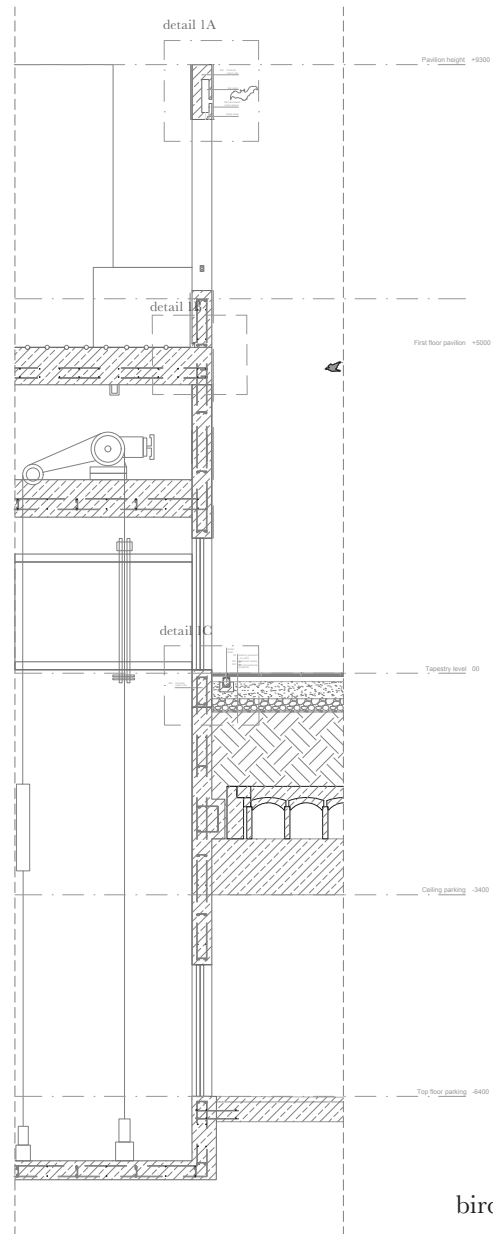 detail 1A
Pavilion height +9300
detail 1B
First floor pavilion +5000
detail 1C
Tapestry level 00
Ceiling parking -3400
Top floor parking -6400